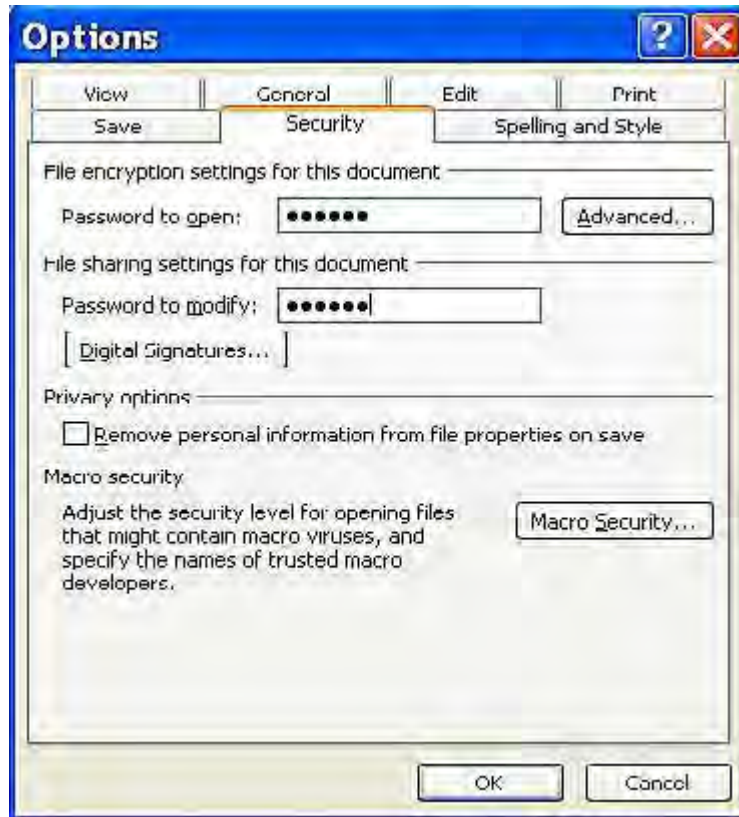 Options
View General Edit Print
Save Security Spelling and Style
File encryption settings for this document
Password to open: ●●●●●● Advanced...
File sharing settings for this document
Password to modify: ●●●●●●
Digital Signatures...
Privacy options
Remove personal information from file properties on save
Macro security
Adjust the security level for opening files
that might contain macro viruses, and
specify the names of trusted macro
developers.
Macro Security...
OK Cancel